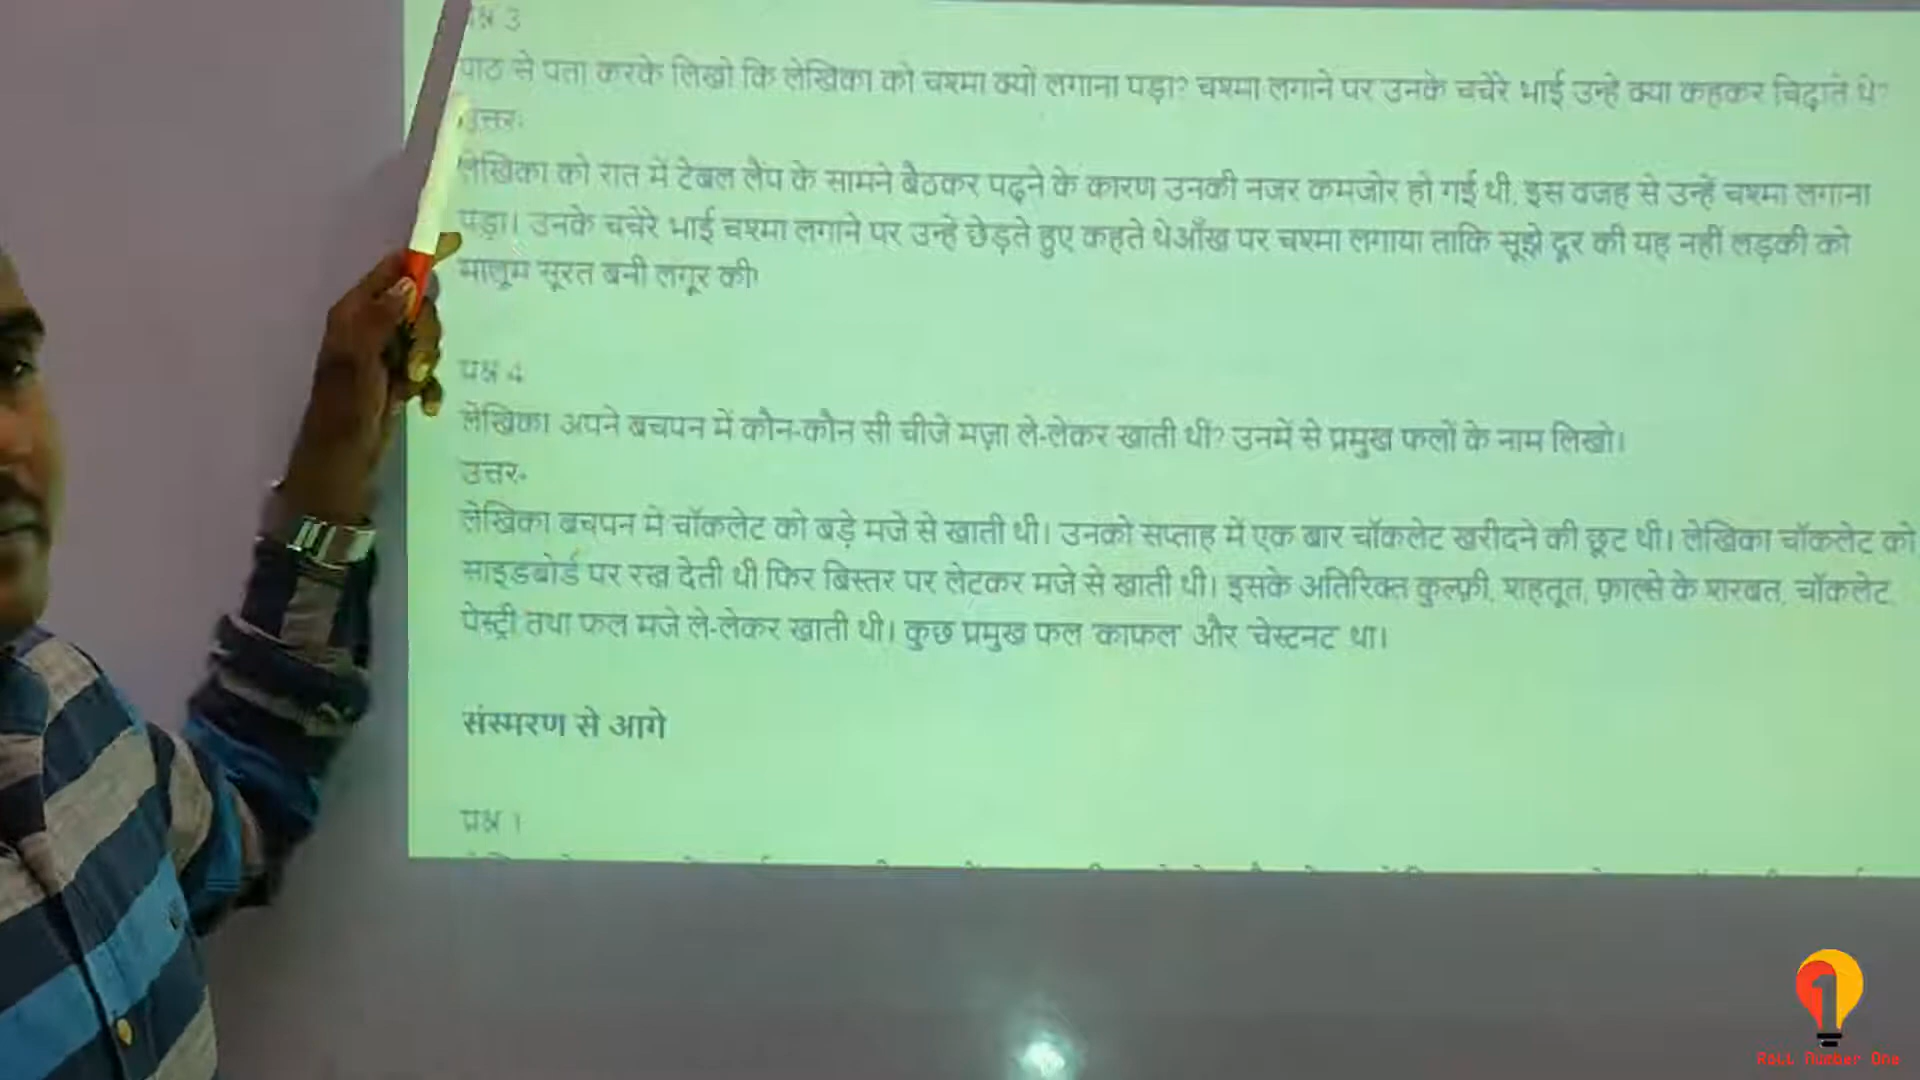 प्रश्न 3
पाठ से पता करके लिखो कि लेखिका को चश्मा क्यों लगाना पड़ा? चश्मा लगाने पर उनके चचेरे भाई उन्हें क्या कहकर चिढ़ाते थे?
उत्तर-
लेखिका को रात में टेबल लैंप के सामने बैठकर पढ़ने के कारण उनकी नजर कमजोर हो गई थी, इस वजह से उन्हें चश्मा लगाना
पड़ा। उनके चचेरे भाई चश्मा लगाने पर उन्हें छेड़ते हुए कहते थेआँख पर चश्मा लगाया ताकि सूझे दूर की यह नहीं लड़की को
मालूम सूरत बनी लंगूर की!
प्रश्न 4
लेखिका अपने बचपन में कौन-कौन सी चीजें मज़ा ले-लेकर खाती थीं? उनमें से प्रमुख फलों के नाम लिखो।
उत्तर-
लेखिका बचपन में चॉकलेट को बड़े मजे से खाती थी। उनको सप्ताह में एक बार चॉकलेट खरीदने की छूट थी। लेखिका चॉकलेट को
साइडबोर्ड पर रख देती थी फिर बिस्तर पर लेटकर मजे से खाती थी। इसके अतिरिक्त कुल्फ़ी, शहतूत, फ़ाल्से के शरबत, चॉकलेट,
पेस्ट्री तथा फल मजे ले-लेकर खाती थी। कुछ प्रमुख फल 'काफल' और 'चेस्टनट' था।
संस्मरण से आगे
प्रश्न 1
1
Roll Number One